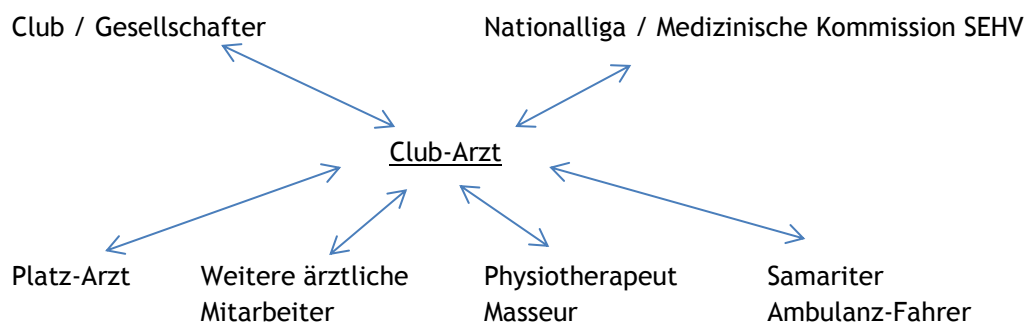 Club / Gesellschafter
Nationalliga / Medizinische Kommission SEHV
Club-Arzt
Platz-Arzt
Weitere ärztliche
Mitarbeiter
Physiotherapeut
Masseur
Samariter
Ambulanz-Fahrer